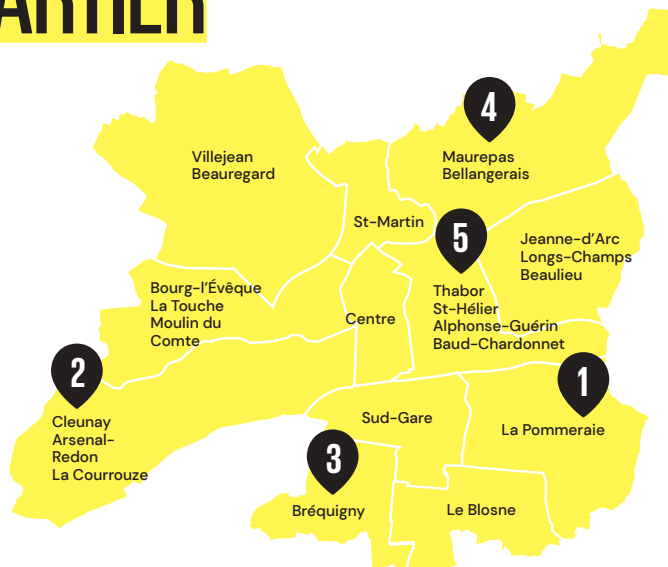 ARTIER
4
Villejean
Beauregard
Maurepas
Bellangerais
St-Martin
5
Jeanne-d'Arc
Longs-Champs
Beaulieu
Bourg-l'Évêque
La Touche
Moulin du
Comte
Thabor
St-Hélier
Alphonse-Guérin
Baud-Chardonnet
Centre
2
1
Cleunay
Arsenal-
Redon
La Courrouze
Sud-Gare
La Pommeraie
3
Bréquigny
Le Blosne